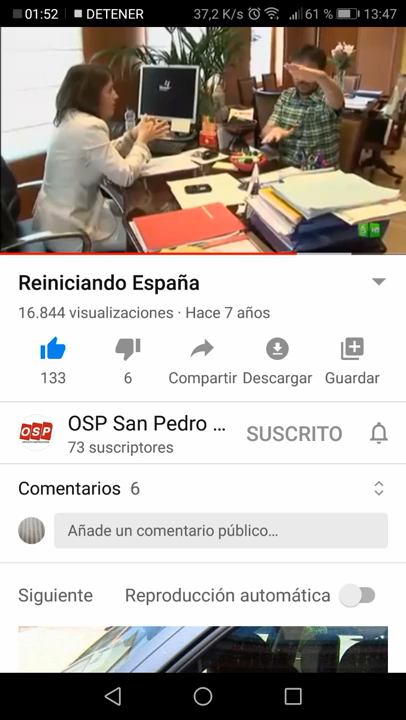 01:52 DETENER 37,2 K/s 61 % 13:47
Reiniciando España
16.844 visualizaciones · Hace 7 años
133 6 Compartir Descargar Guardar
OSP
OSP San Pedro ...
SUSCRITO
73 suscriptores
Comentarios 6
Añade un comentario público...
Siguiente Reproducción automática